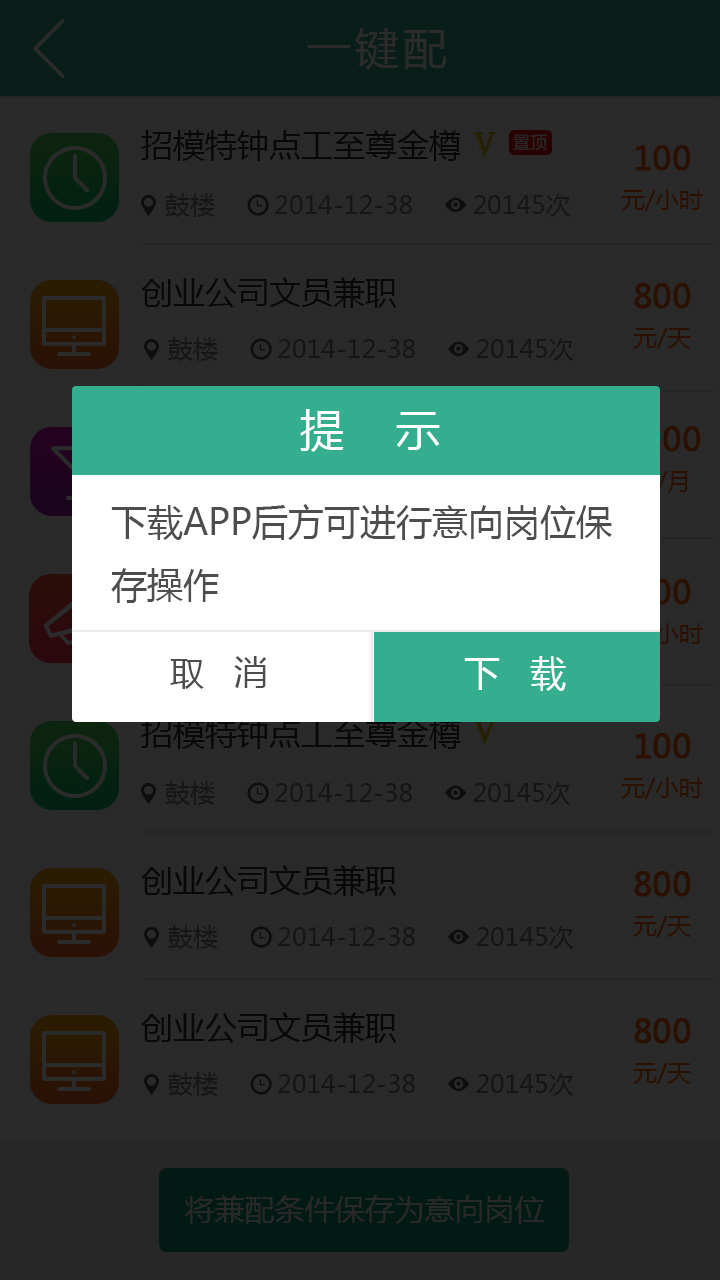 一键配
招模特钟点工至尊金樽 V 置顶
100
鼓楼 2014-12-38 20145次
元/小时
创业公司文员兼职
800
鼓楼 2014-12-38 20145次
元/天
提 示
00
/月
下载APP后方可进行意向岗位保
存操作
00
小时
取 消 下 载
招模特钟点工至尊金樽 V
100
鼓楼 2014-12-38 20145次
元/小时
创业公司文员兼职
800
鼓楼 2014-12-38 20145次
元/天
创业公司文员兼职
800
鼓楼 2014-12-38 20145次
元/天
将兼配条件保存为意向岗位